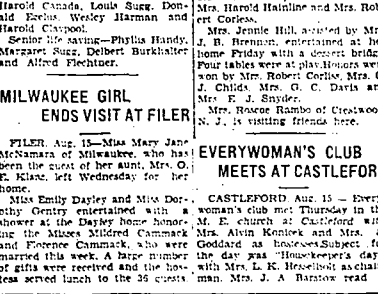 Harold Canada, Louis Sugg, Don-
ald Exelus, Wesley Harman and
Harold Claypool.
Senior life saving—Phyllis Handy,
Margaret Sugg, Delbert Burkhalter
and Alfred Flechtner.
MILWAUKEE GIRL
ENDS VISIT AT FILER
FILER, Aug. 15—Miss Mary Jane
McNamara of Milwaukee, who has
been the guest of her aunt, Mrs. O.
E. Klane, left Wednesday for her
home.
Miss Emily Dayley and Miss Dor-
othy Gentry entertained with a
shower at the Dayley home honor-
ing the Misses Mildred Cammack
and Florence Cammack, who were
married this week. A large number
of gifts were received and the hos-
tess served lunch to the 36 guests.
Mrs. Harold Hainline and Mrs. Rob
ert Corless.
Mrs. Jennie Hill, assisted by Mr
J. B. Brennan, entertained at he
home Friday with a dessert bridg
Four tables were at play. Honors wer
won by Mrs. Robert Corliss, Mrs.
J. Childs, Mrs. G. C. Davis an
Mrs. E. J. Snyder.
Mrs. Roscoe Rambo of Crestwoo
N. J., is visiting friends here.
EVERYWOMAN'S CLUB
MEETS AT CASTLEFOR
CASTLEFORD, Aug. 15 — Every
woman's club met Thursday in th
M. E. church at Castleford wit
Mrs. Alvin Konicek and Mrs.
Goddard as hostesses. Subject for
the day was "Housekeeper's day
with Mrs. L. K. Hesselholt as chai
man. Mrs. J. A. Barstow read